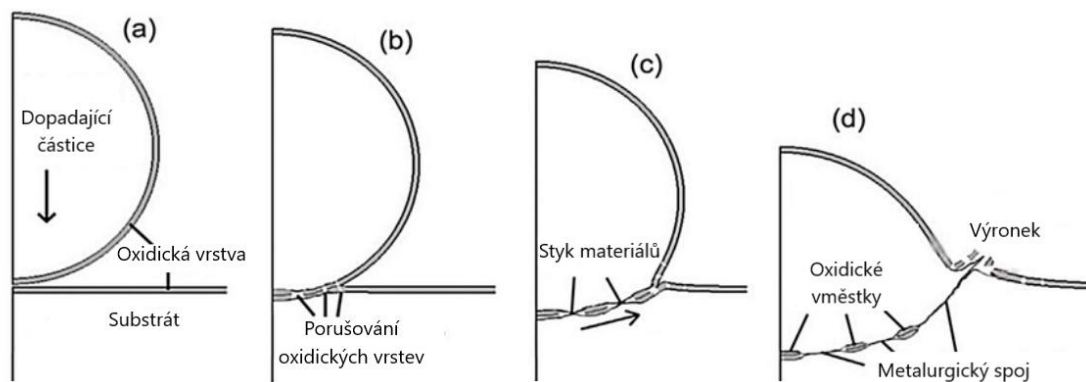 (a)
Dopadající
částice
Oxidická vrstva
Substrát
(b)
Porušování
oxidických vrstev
(c)
Styk materiálů
(d)
Výronek
Oxidické
vměstky
Metalurgický spoj